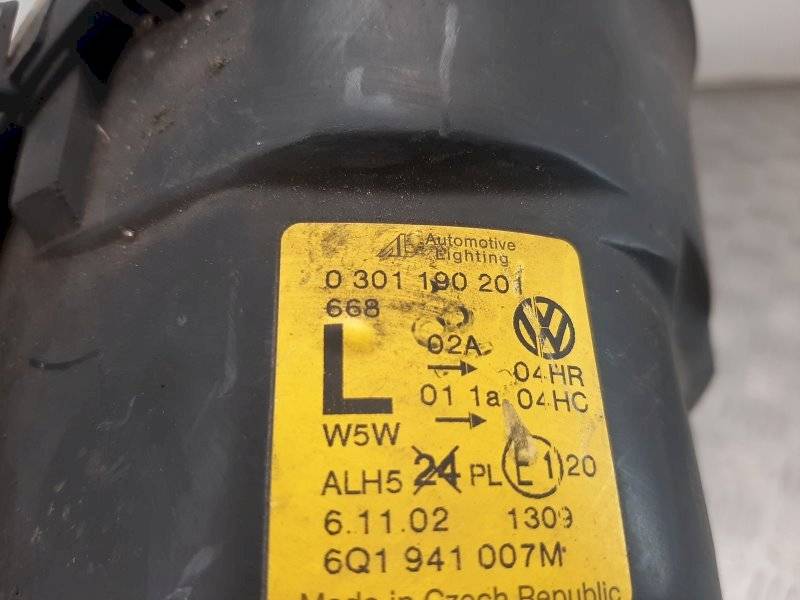 AL Automotive
Lighting
0 301 190 201
668
L 02A 04HR
01 1a 04HC
W5W
ALH5 24 PL E1 20
6.11.02 1309
6Q1 941 007M
Made in Czech Republic